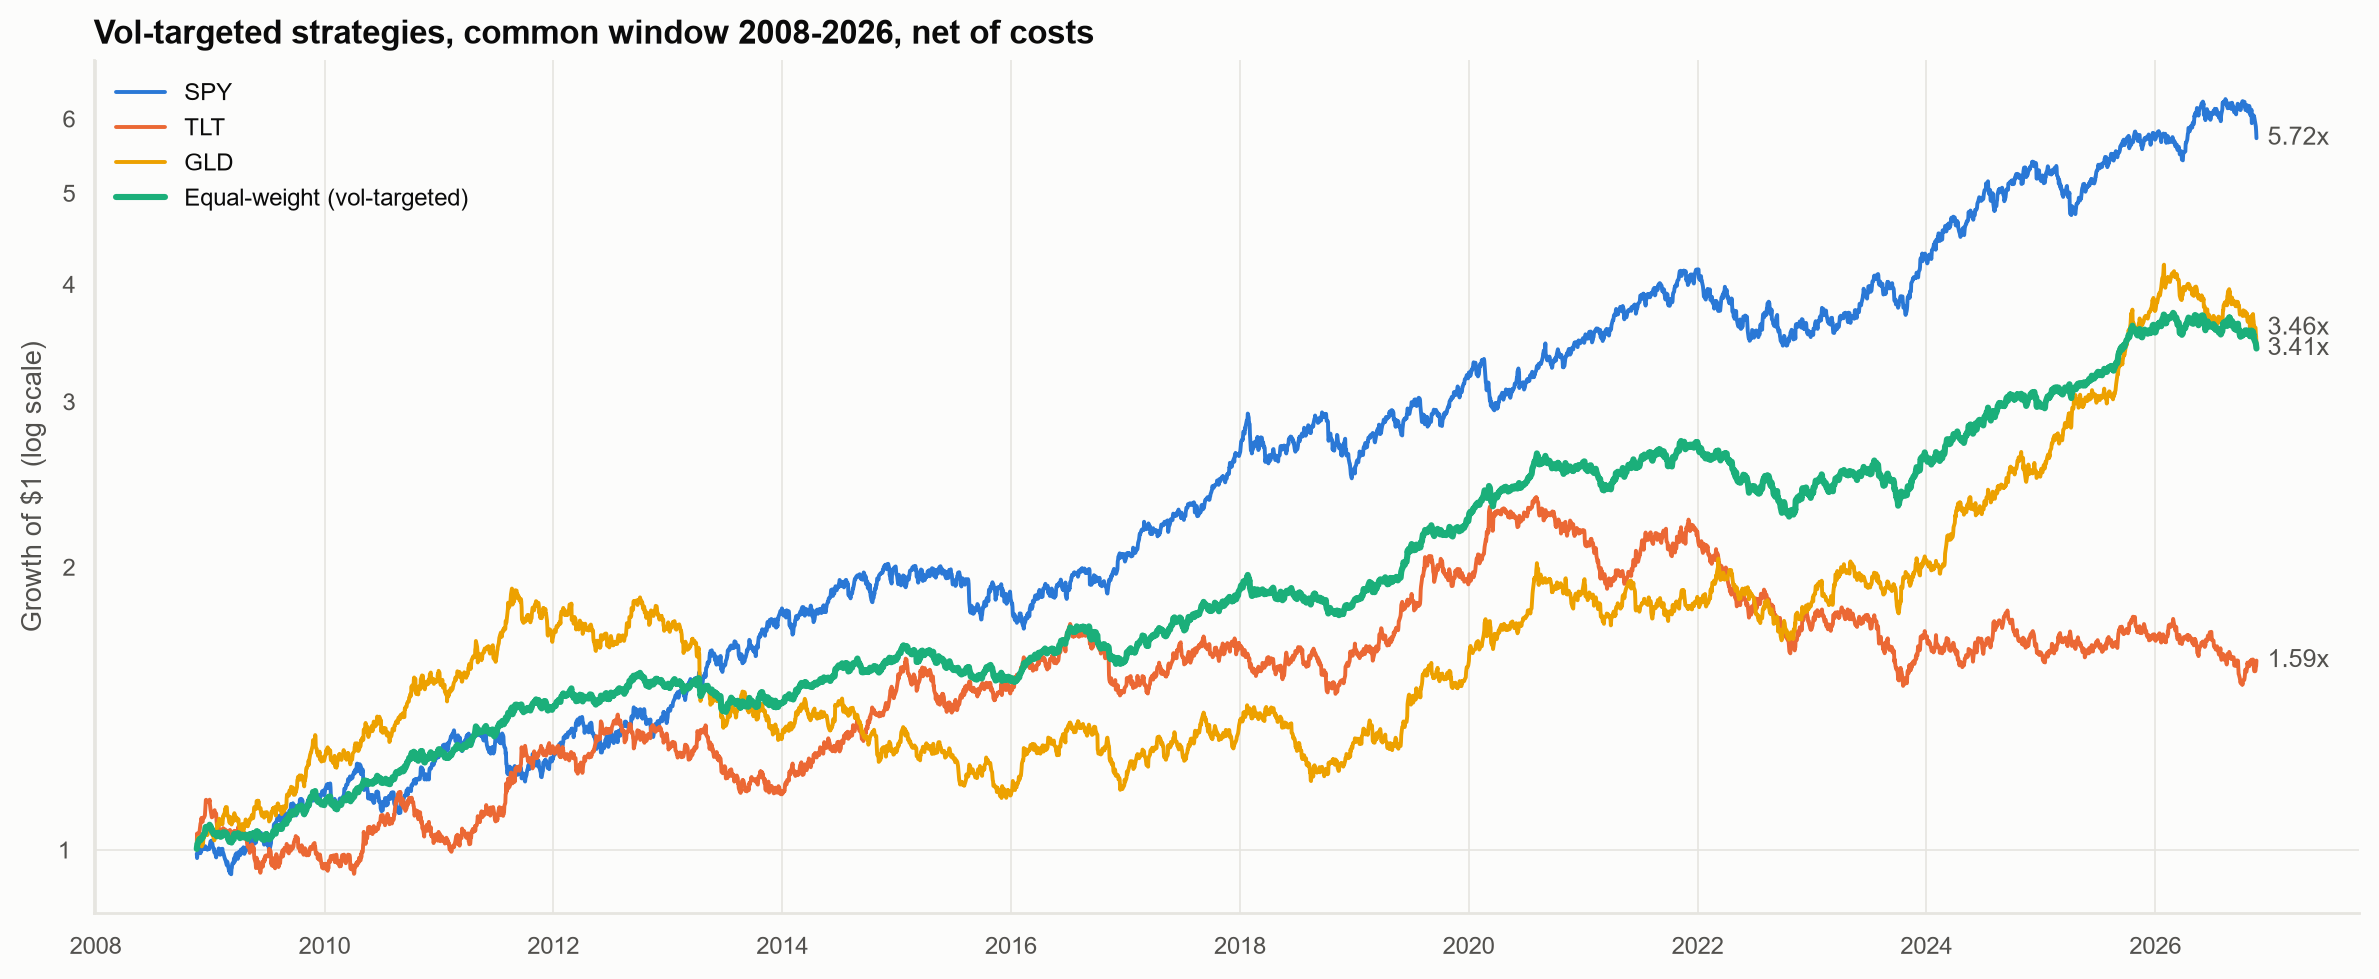 Vol-targeted strategies, common window 2008-2026, net of costs
SPY
TLT
GLD
Equal-weight (vol-targeted)
Growth of $1 (log scale)
6
5
4
3
2
1
5.72x
3.46x
3.41x
1.59x
2008
2010
2012
2014
2016
2018
2020
2022
2024
2026